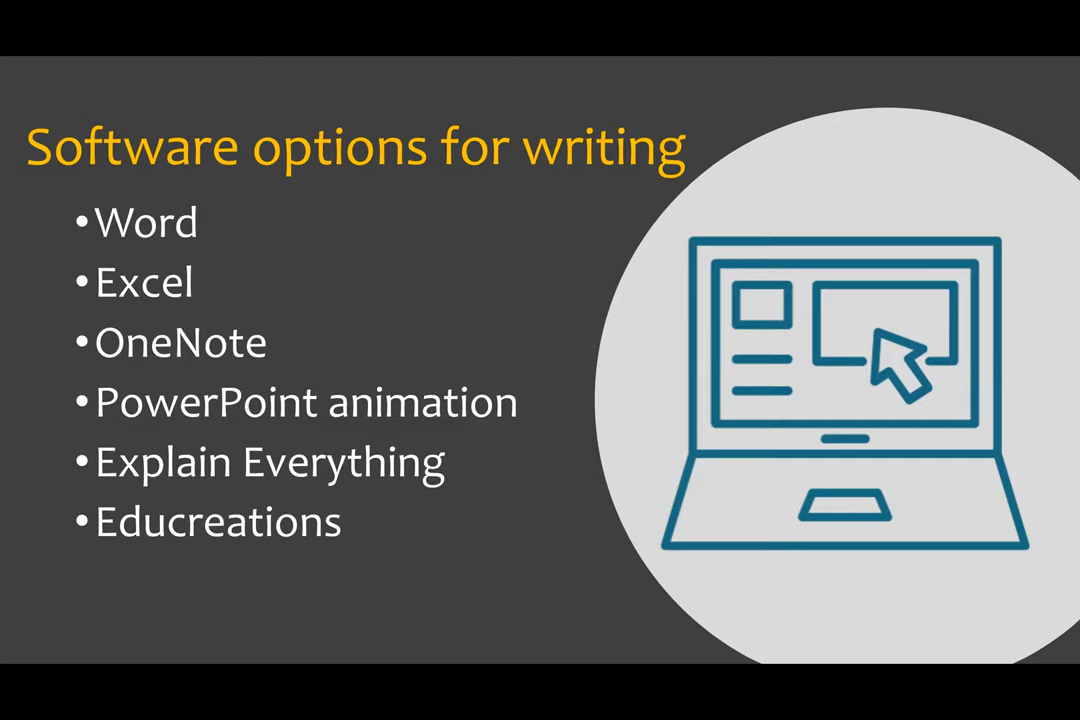 Software options for writing
•Word
•Excel
•OneNote
•PowerPoint animation
•Explain Everything
•Educreations